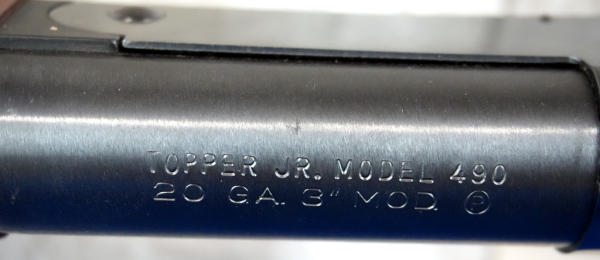 TOPPER JR. MODEL 490
20 GA. 3" MOD. Ⓟ